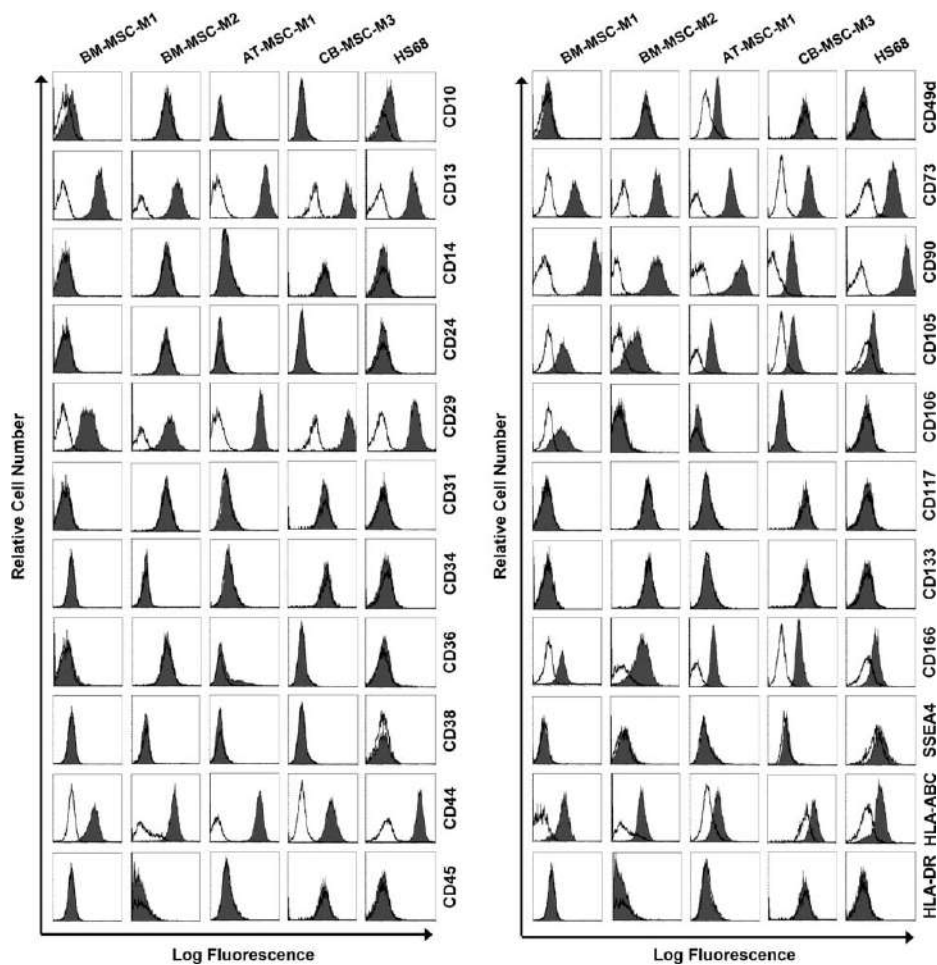 BM-MSC-M1
BM-MSC-M2
AT-MSC-M1
CB-MSC-M3
HS68
CD10
CD13
CD14
CD24
CD29
CD31
CD34
CD36
CD38
CD44
CD45
Relative Cell Number
Log Fluorescence
BM-MSC-M1
BM-MSC-M2
AT-MSC-M1
CB-MSC-M3
HS68
CD49d
CD73
CD90
CD105
CD106
CD117
CD133
CD166
SSEA4
HLA-ABC
HLA-DR
Relative Cell Number
Log Fluorescence